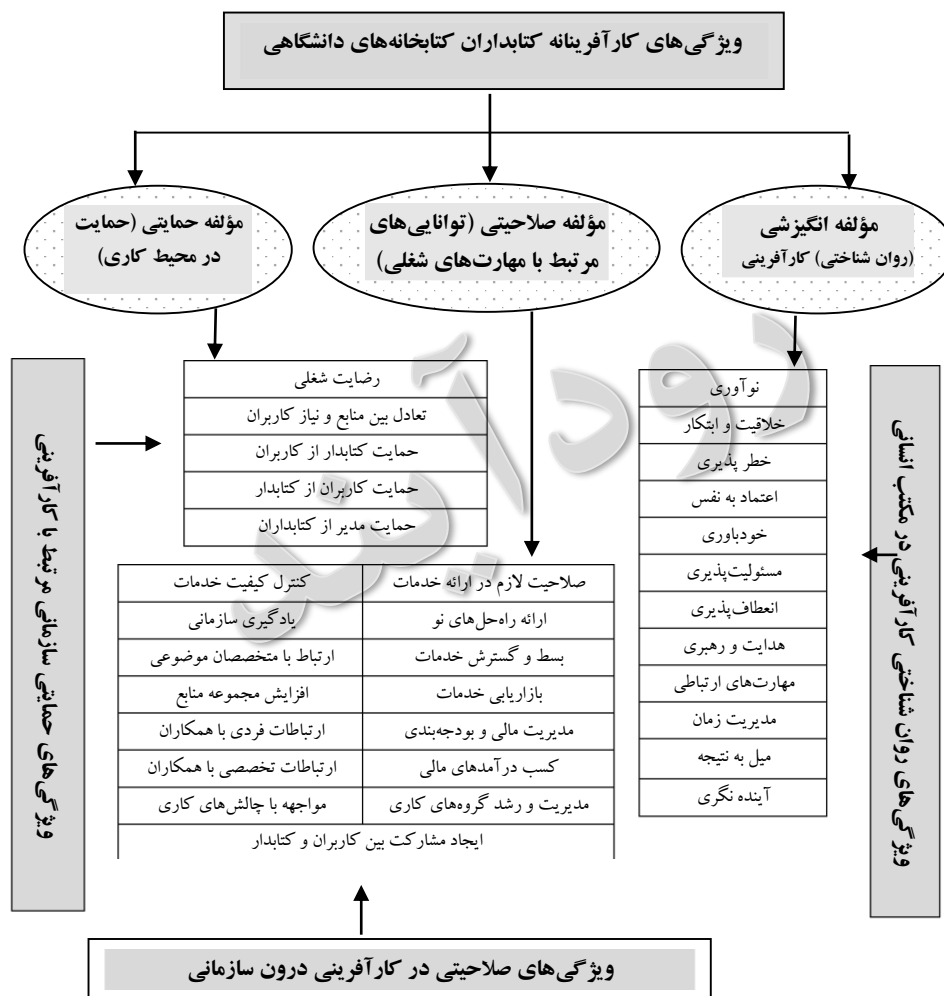 ویژگی‌های کارآفرینانه کتابداران کتابخانه‌های دانشگاهی
مؤلفه انگیزشی
(روان شناختی) کارآفرینی
مؤلفه صلاحیتی (توانایی‌های
مرتبط با مهارت‌های شغلی)
مؤلفه حمایتی (حمایت
در محیط کاری)
ویژگی‌های روان شناختی کارآفرینی در مکتب انسانی
نوآوری
خلاقیت و ابتکار
خطر پذیری
اعتماد به نفس
خودباوری
مسئولیت‌پذیری
انعطاف‌پذیری
هدایت و رهبری
مهارت‌های ارتباطی
مدیریت زمان
میل به نتیجه
آینده نگری
رضایت شغلی
تعادل بین منابع و نیاز کاربران
حمایت کتابدار از کاربران
حمایت کاربران از کتابدار
حمایت مدیر از کتابداران
ویژگی‌های حمایتی سازمانی مرتبط با کارآفرینی
صلاحیت لازم در ارائه خدمات
کنترل کیفیت خدمات
ارائه راه‌حل‌های نو
یادگیری سازمانی
بسط و گسترش خدمات
ارتباط با متخصصان موضوعی
بازاریابی خدمات
افزایش مجموعه منابع
مدیریت مالی و بودجه‌بندی
ارتباطات فردی با همکاران
کسب درآمدهای مالی
ارتباطات تخصصی با همکاران
مدیریت و رشد گروه‌های کاری
مواجهه با چالش‌های کاری
ایجاد مشارکت بین کاربران و کتابدار
ویژگی‌های صلاحیتی در کارآفرینی درون سازمانی
روند آیند